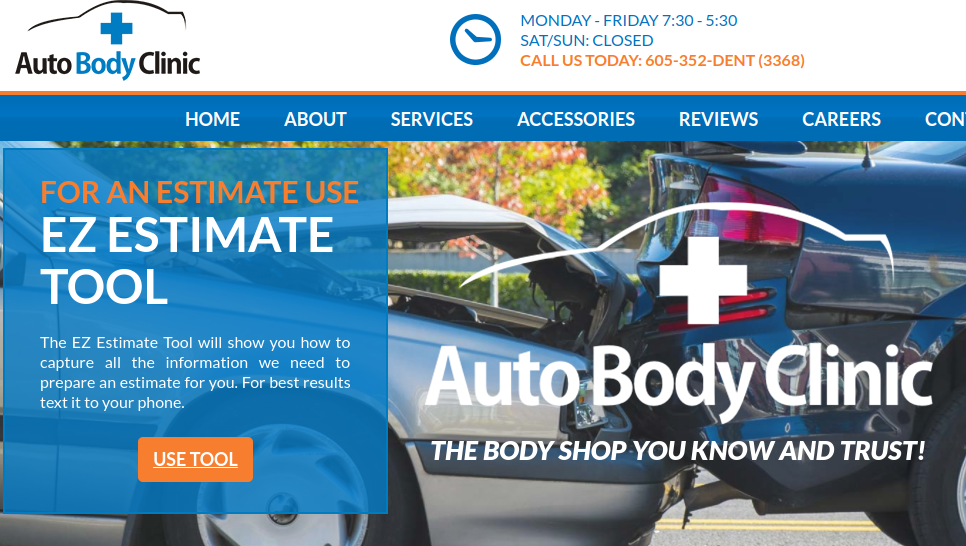 Auto Body Clinic
MONDAY - FRIDAY 7:30 - 5:30
SAT/SUN: CLOSED
CALL US TODAY: 605-352-DENT (3368)
HOME ABOUT SERVICES ACCESSORIES REVIEWS CAREERS CON
FOR AN ESTIMATE USE
EZ ESTIMATE
TOOL
The EZ Estimate Tool will show you how to
capture all the information we need to
prepare an estimate for you. For best results
text it to your phone.
USE TOOL
Auto Body Clinic
THE BODY SHOP YOU KNOW AND TRUST!